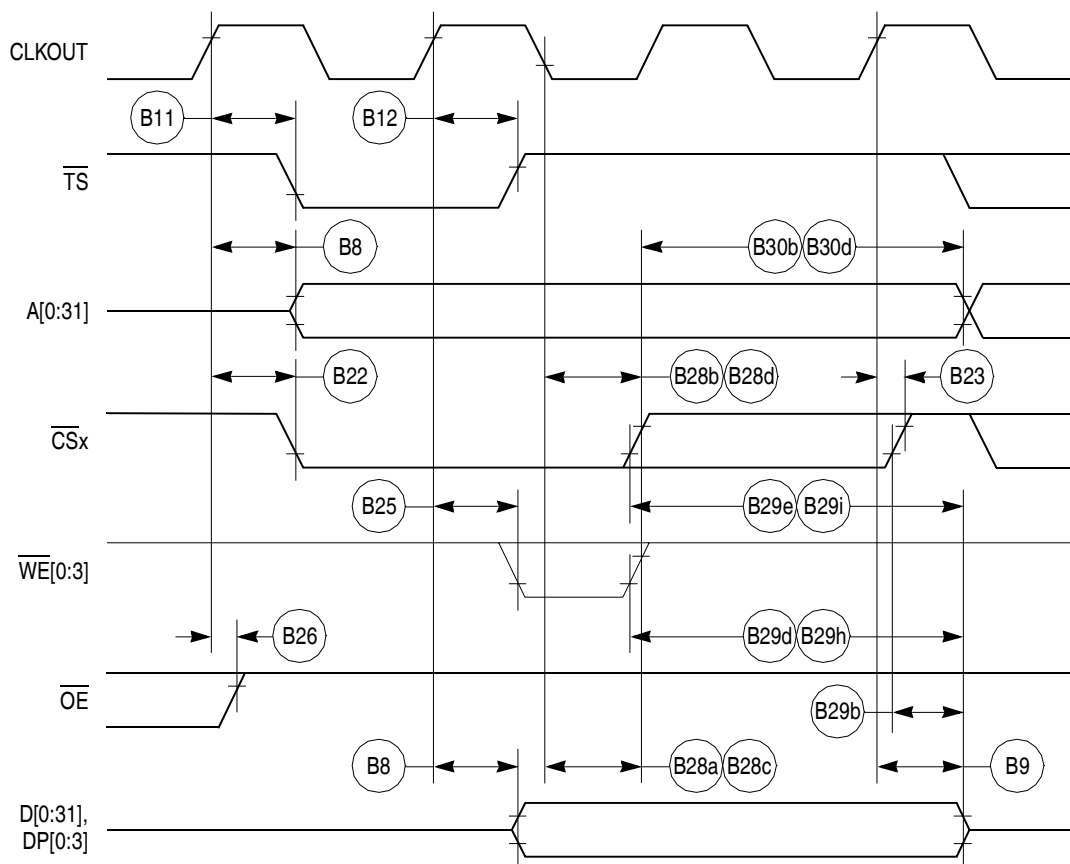 CLKOUT
B11
B12
TS
B8
B30b B30d
A[0:31]
B22
B28b B28d
B23
CSx
B25
B29e B29i
WE[0:3]
B26
B29d B29h
OE
B29b
B8
B28a B28c
B9
D[0:31],
DP[0:3]